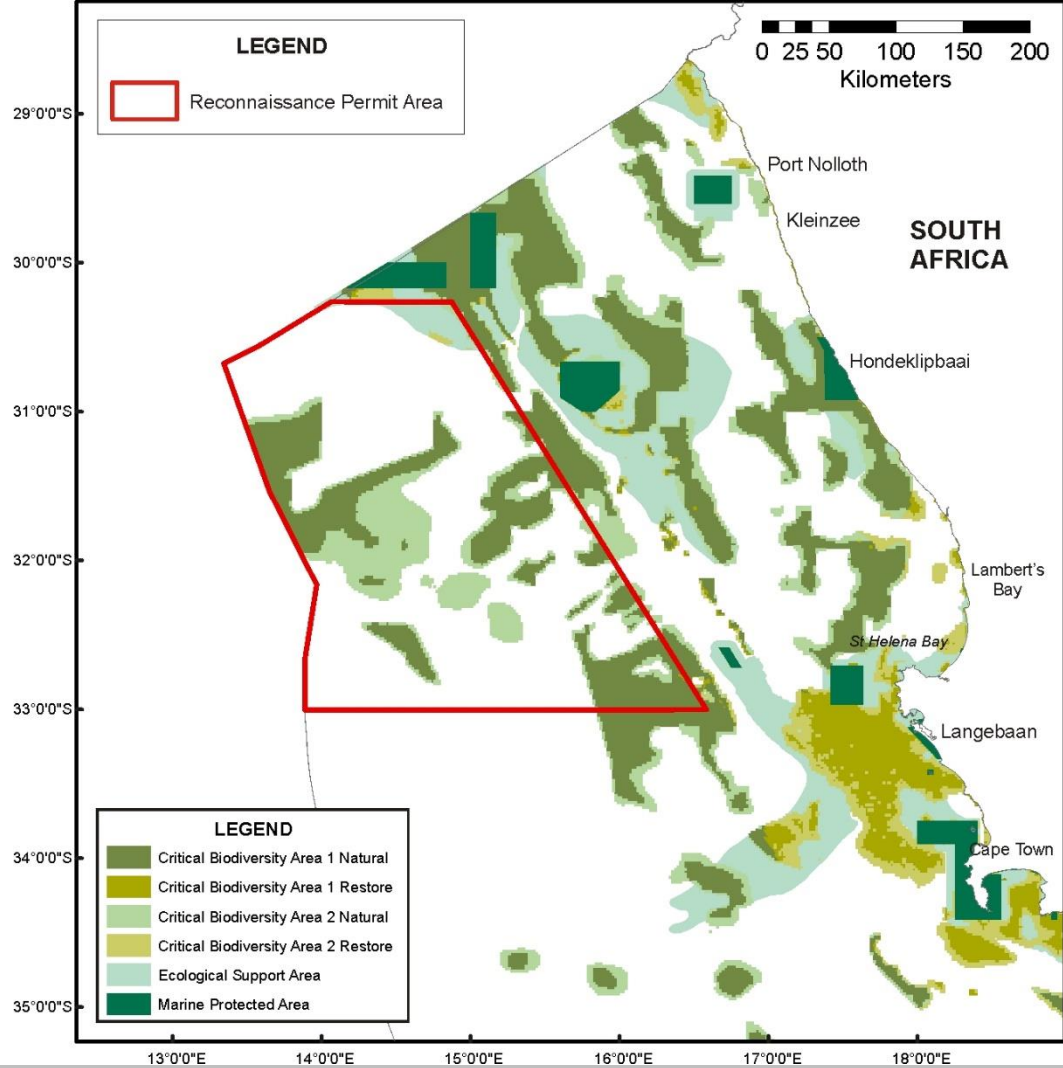 LEGEND
Reconnaissance Permit Area
0 25 50 100 150 200
Kilometers
29°0'0"S
30°0'0"S
31°0'0"S
32°0'0"S
33°0'0"S
34°0'0"S
35°0'0"S
Port Nolloth
Kleinzee
SOUTH
AFRICA
Hondeklipbaai
Lambert's
Bay
St Helena Bay
Langebaan
Cape Town
LEGEND
Critical Biodiversity Area 1 Natural
Critical Biodiversity Area 1 Restore
Critical Biodiversity Area 2 Natural
Critical Biodiversity Area 2 Restore
Ecological Support Area
Marine Protected Area
13°0'0"E 14°0'0"E 15°0'0"E 16°0'0"E 17°0'0"E 18°0'0"E